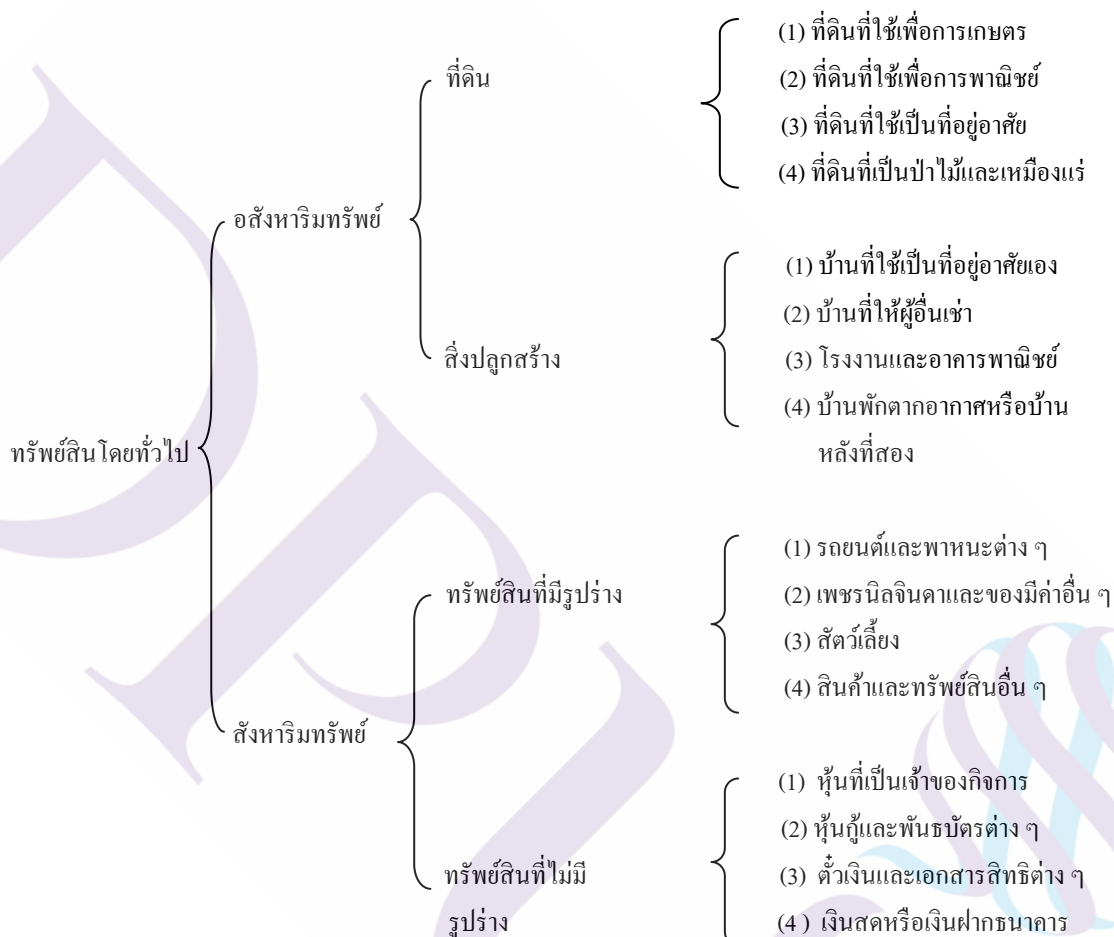 ทรัพย์สินโดยทั่วไป
อสังหาริมทรัพย์
ที่ดิน
(1) ที่ดินที่ใช้เพื่อการเกษตร
(2) ที่ดินที่ใช้เพื่อการพาณิชย์
(3) ที่ดินที่ใช้เป็นที่อยู่อาศัย
(4) ที่ดินที่เป็นป่าไม้และเหมืองแร่
สิ่งปลูกสร้าง
(1) บ้านที่ใช้เป็นที่อยู่อาศัยเอง
(2) บ้านที่ให้ผู้อื่นเช่า
(3) โรงงานและอาคารพาณิชย์
(4) บ้านพักตากอากาศหรือบ้าน
หลังที่สอง
สังหาริมทรัพย์
ทรัพย์สินที่มีรูปร่าง
(1) รถยนต์และพาหนะต่าง ๆ
(2) เพชรนิลจินดาและของมีค่าอื่น ๆ
(3) สัตว์เลี้ยง
(4) สินค้าและทรัพย์สินอื่น ๆ
ทรัพย์สินที่ไม่มี
รูปร่าง
(1) หุ้นที่เป็นเจ้าของกิจการ
(2) หุ้นกู้และพันธบัตรต่าง ๆ
(3) ตั๋วเงินและเอกสารสิทธิต่าง ๆ
(4 ) เงินสดหรือเงินฝากธนาคาร